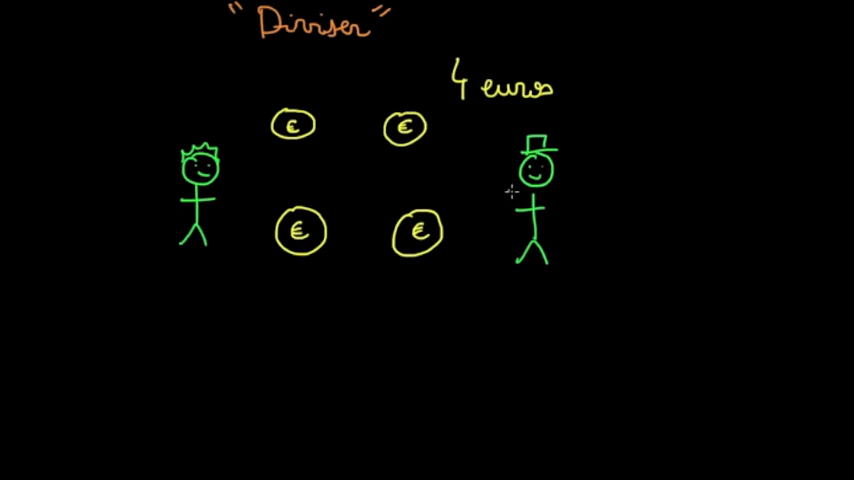 "Diviser"
4 euros
€ €
€ €